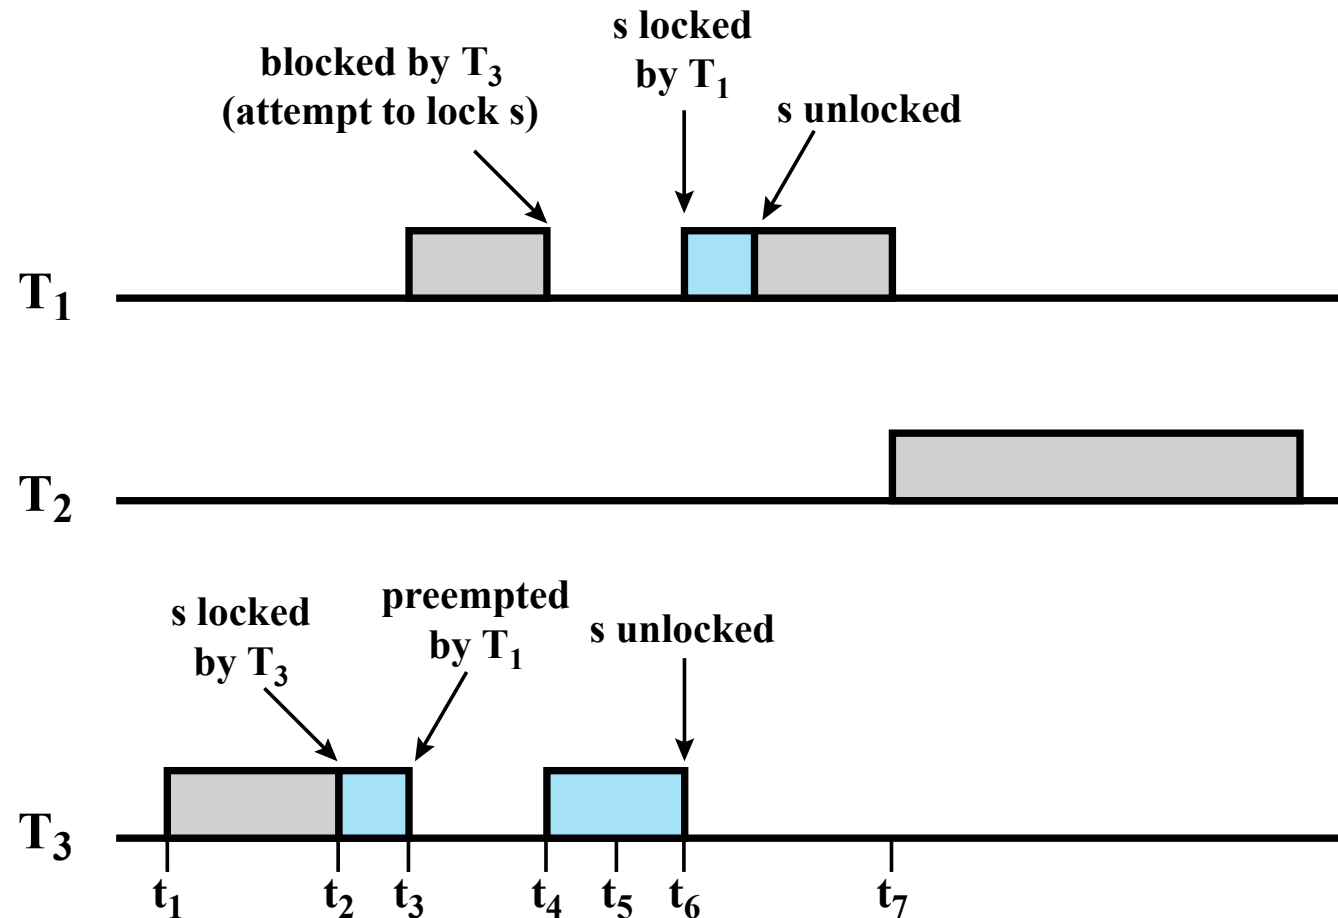 s locked
by T₁
blocked by T₃
(attempt to lock s)
s unlocked
T₁
T₂
s locked
by T₃
preempted
by T₁
s unlocked
T₃
t₁ t₂ t₃ t₄ t₅ t₆ t₇